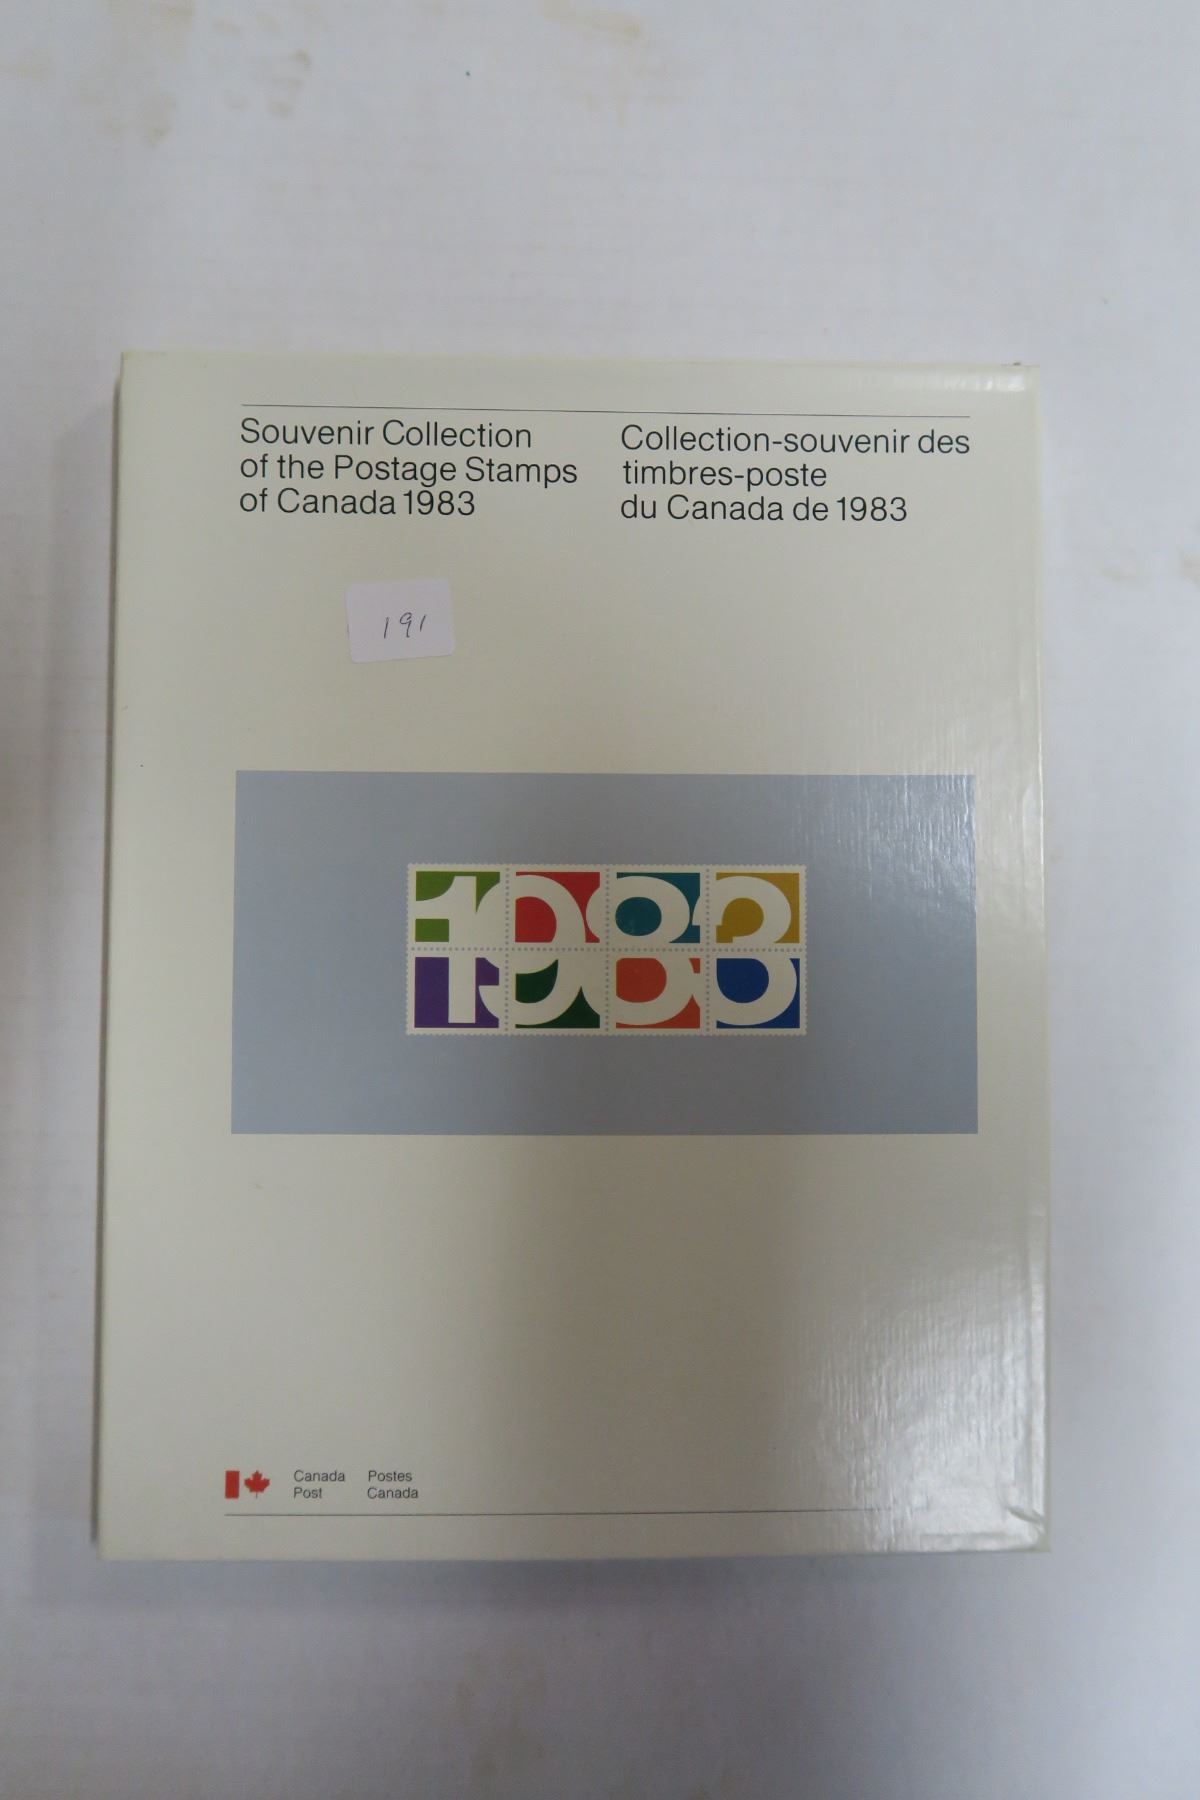 Souvenir Collection
of the Postage Stamps
of Canada 1983
Collection-souvenir des
timbres-poste
du Canada de 1983
191
1983
Canada
Post
Postes
Canada